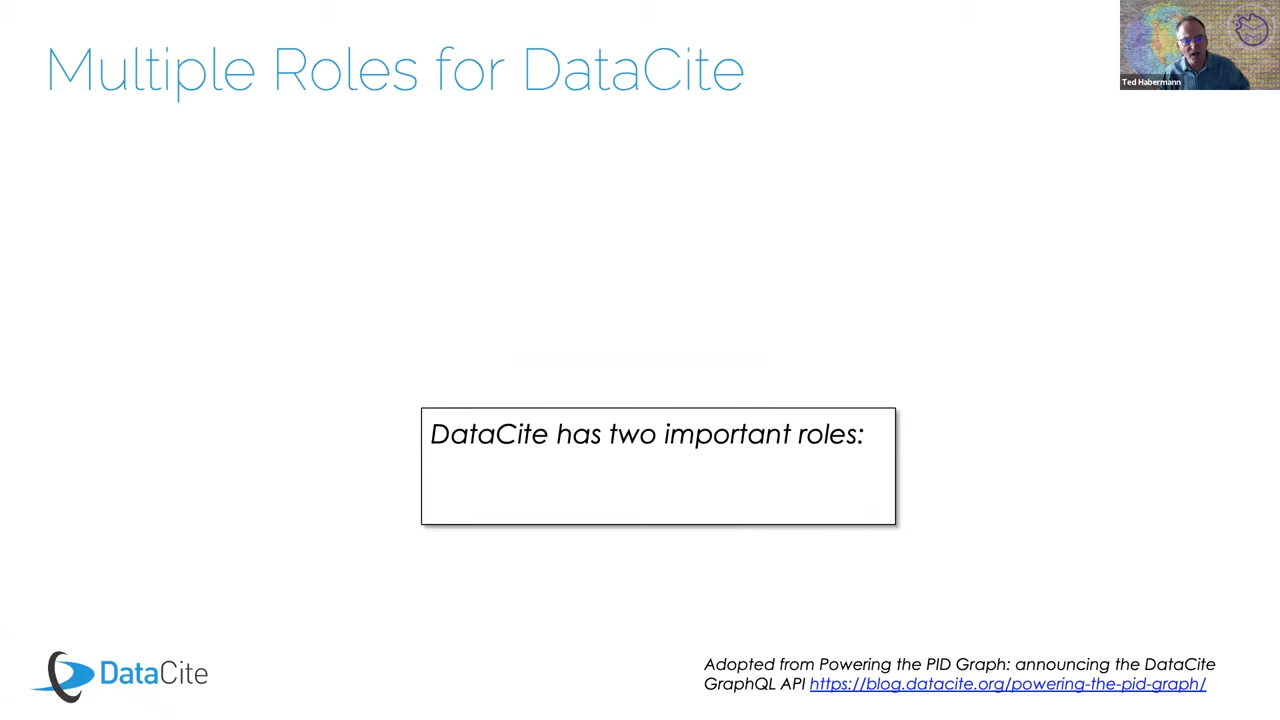 Multiple Roles for DataCite
Ted Habermann
DataCite has two important roles:
DataCite
Adopted from Powering the PID Graph: announcing the DataCite
GraphQL API https://blog.datacite.org/powering-the-pid-graph/